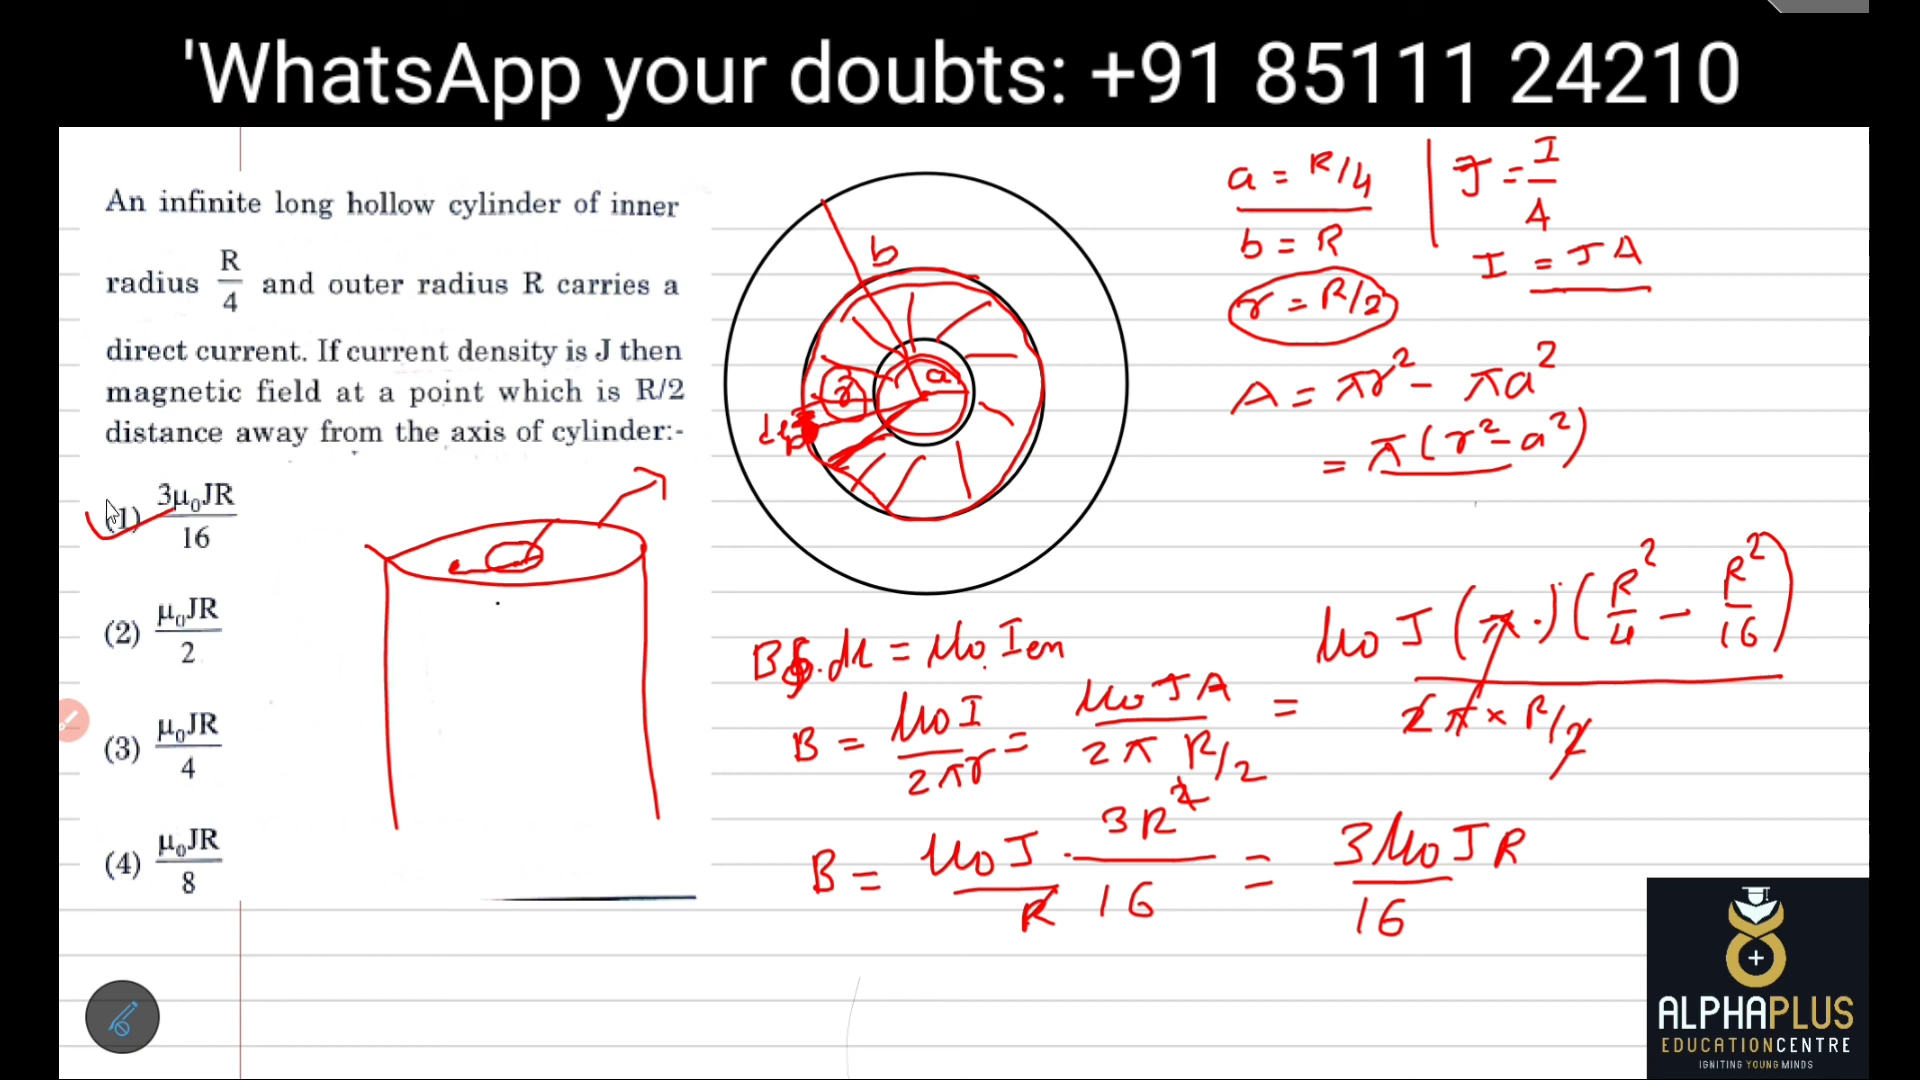 'WhatsApp your doubts: +91 85111 24210
An infinite long hollow cylinder of inner
radius R/4 and outer radius R carries a
direct current. If current density is J then
magnetic field at a point which is R/2
distance away from the axis of cylinder:-
(1) 3μ₀JR/16
(2) μ₀JR/2
(3) μ₀JR/4
(4) μ₀JR/8
b
a
r
a = R/4
b = R
r = R/2
J = I/A
I = JA
A = πr² - πa²
= π(r² - a²)
B∮.dl = μ₀ Ien
B = μ₀I/2πr = μ₀JA/2π R/2 = μ₀J(π.)(R²/4 - R²/16)/2π × R/2
B = μ₀J/R . 3R²/16 = 3μ₀JR/16
ALPHAPLUS
EDUCATIONCENTRE
IGNITING YOUNG MINDS